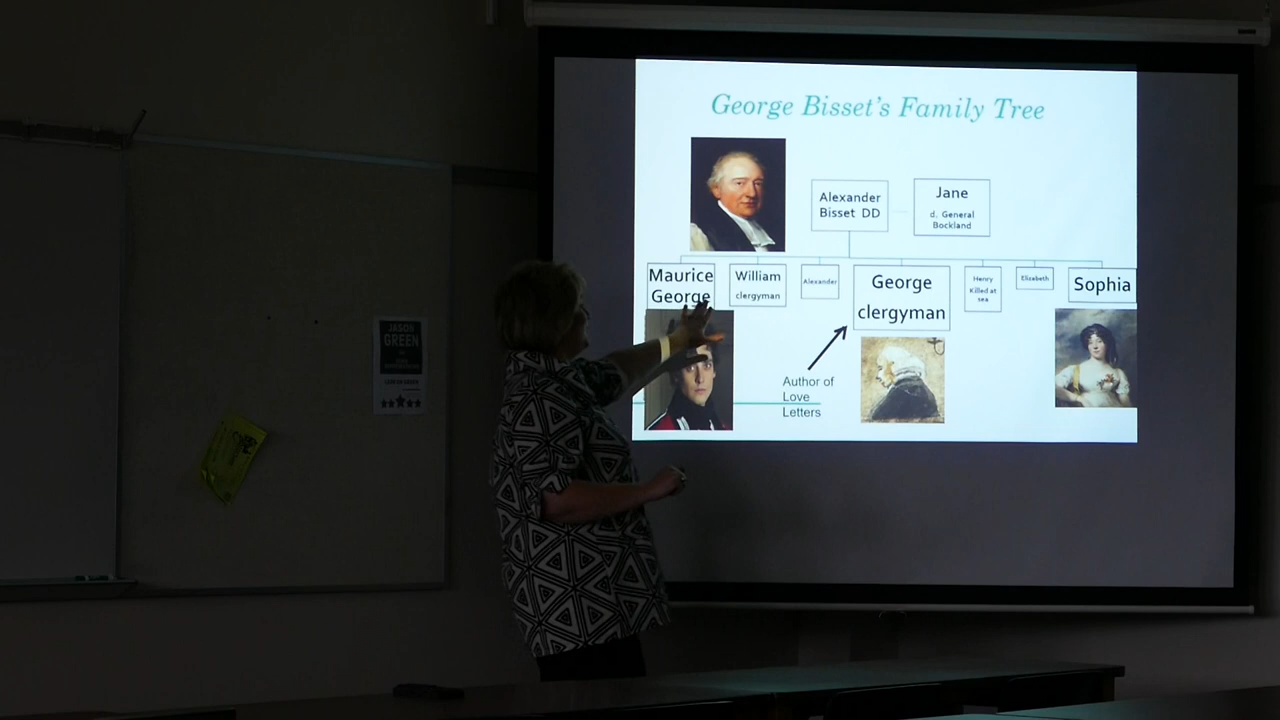 George Bisset's Family Tree
Alexander
Bisset DD
Jane
d. General
Bockland
Maurice
George
William
clergyman
Alexander
George
clergyman
Henry
Killed at
sea
Elizabeth
Sophia
Author of
Love
Letters
JASON
GREEN